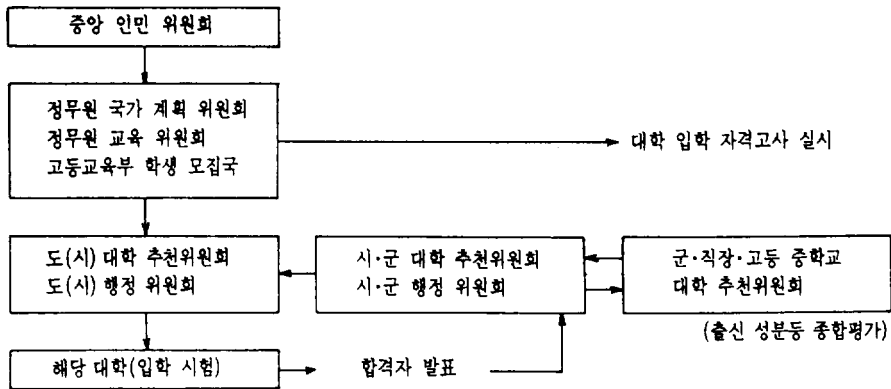 중앙 인민 위원회
정무원 국가 계획 위원회
정무원 교육 위원회
고등교육부 학생 모집국
대학 입학 자격고사 실시
도(시) 대학 추천위원회
도(시) 행정 위원회
시·군 대학 추천위원회
시·군 행정 위원회
군·직장·고등 중학교
대학 추천위원회
(출신 성분등 종합평가)
해당 대학(입학 시험)
합격자 발표